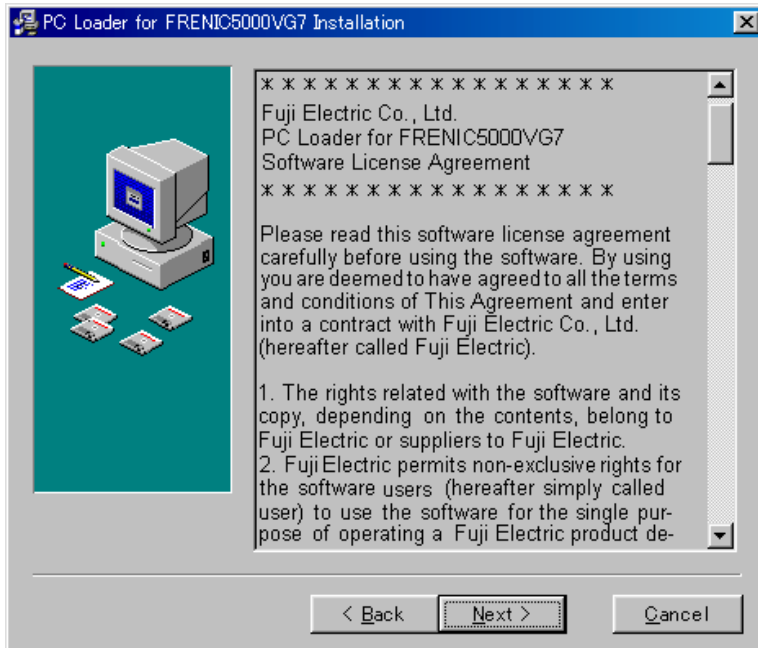 PC Loader for FRENIC5000VG7 Installation
* * * * * * * * * * * * * * * * *
Fuji Electric Co., Ltd.
PC Loader for FRENIC5000VG7
Software License Agreement
* * * * * * * * * * * * * * * * *
Please read this software license agreement
carefully before using the software. By using
you are deemed to have agreed to all the terms
and conditions of This Agreement and enter
into a contract with Fuji Electric Co., Ltd.
(hereafter called Fuji Electric).
1. The rights related with the software and its
copy, depending on the contents, belong to
Fuji Electric or suppliers to Fuji Electric.
2. Fuji Electric permits non-exclusive rights for
the software users (hereafter simply called
user) to use the software for the single pur-
pose of operating a Fuji Electric product de-
< Back
Next >
Cancel